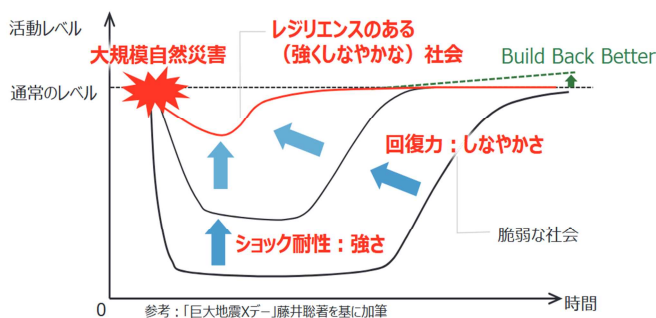 活動レベル
大規模自然災害
レジリエンスのある
（強くしなやかな）社会
Build Back Better
通常のレベル
回復力：しなやかさ
ショック耐性：強さ
脆弱な社会
0
時間
参考：「巨大地震Xデー」藤井聡著を基に加筆